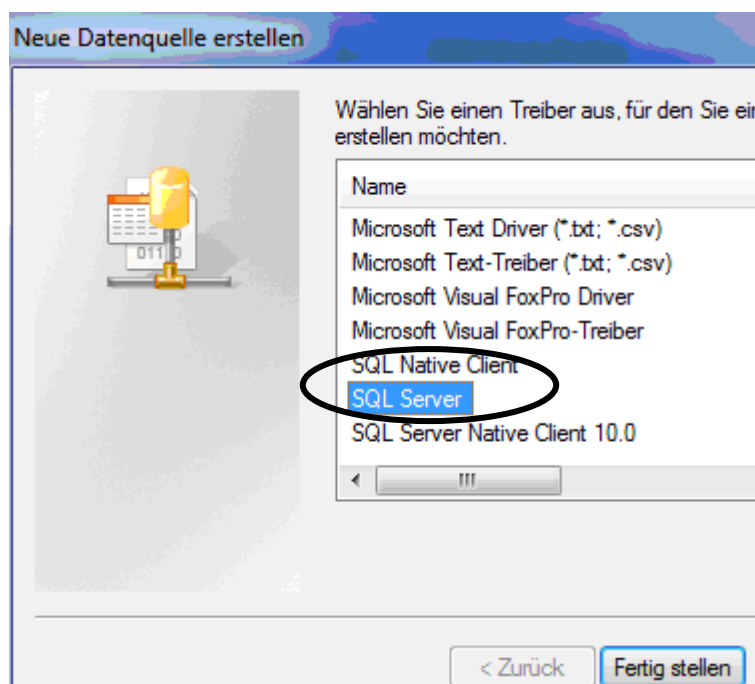 Neue Datenquelle erstellen
Wählen Sie einen Treiber aus, für den Sie
erstellen möchten.
Name
Microsoft Text Driver (*.txt; *.csv)
Microsoft Text-Treiber (*.txt; *.csv)
Microsoft Visual FoxPro Driver
Microsoft Visual FoxPro-Treiber
SQL Native Client
SQL Server
SQL Server Native Client 10.0
< Zurück
Fertig stellen